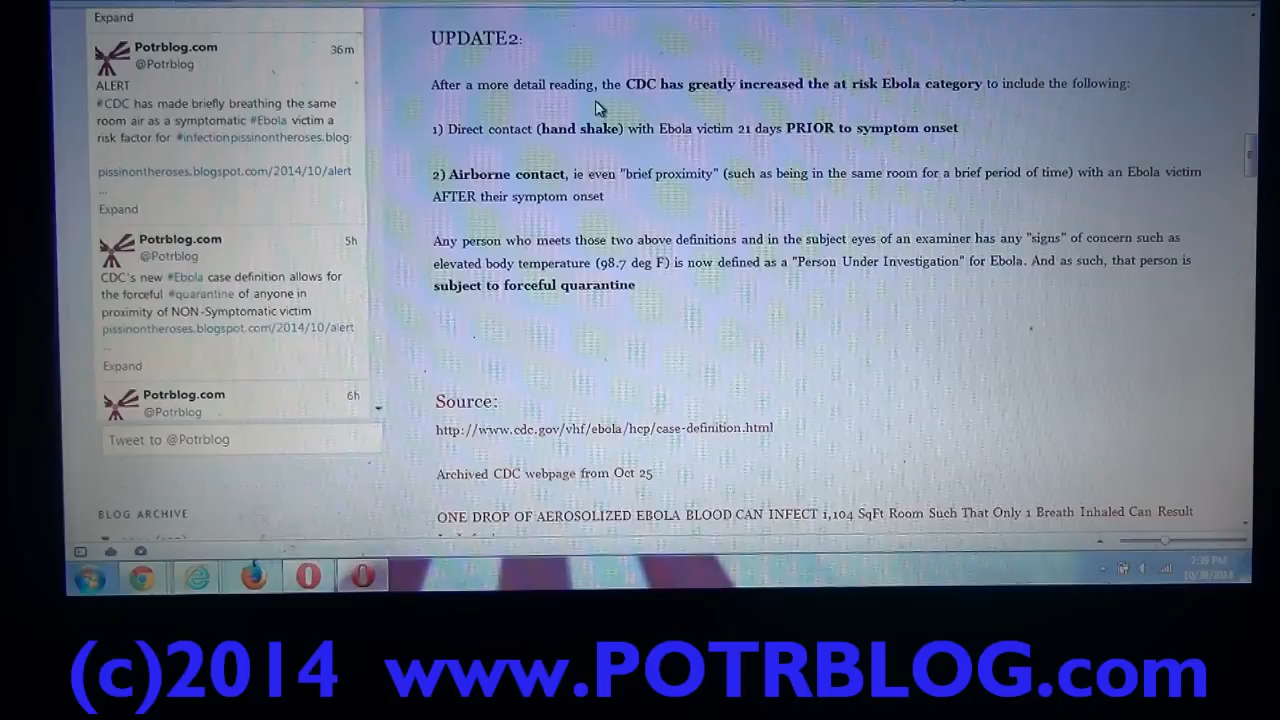 Expand
Potrblog.com 36m
@Potrblog
ALERT
#CDC has made briefly breathing the same
room air as a symptomatic #Ebola victim a
risk factor for #infectionpissinontheroses.blog
pissinontheroses.blogspot.com/2014/10/alert
...
Expand
Potrblog.com 5h
@Potrblog
CDC's new #Ebola case definition allows for
the forceful #quarantine of anyone in
proximity of NON-Symptomatic victim
pissinontheroses.blogspot.com/2014/10/alert
...
Expand
Potrblog.com 6h
@Potrblog
Tweet to @Potrblog
BLOG ARCHIVE
UPDATE2:
After a more detail reading, the CDC has greatly increased the at risk Ebola category to include the following:
1) Direct contact (hand shake) with Ebola victim 21 days PRIOR to symptom onset
2) Airborne contact, ie even "brief proximity" (such as being in the same room for a brief period of time) with an Ebola victim
AFTER their symptom onset
Any person who meets those two above definitions and in the subject eyes of an examiner has any "signs" of concern such as
elevated body temperature (98.7 deg F) is now defined as a "Person Under Investigation" for Ebola. And as such, that person is
subject to forceful quarantine
Source:
http://www.cdc.gov/vhf/ebola/hcp/case-definition.html
Archived CDC webpage from Oct 25
ONE DROP OF AEROSOLIZED EBOLA BLOOD CAN INFECT 1,104 SqFt Room Such That Only 1 Breath Inhaled Can Result
7:39 PM
10/28/2014
(c)2014 www.POTRBLOG.com